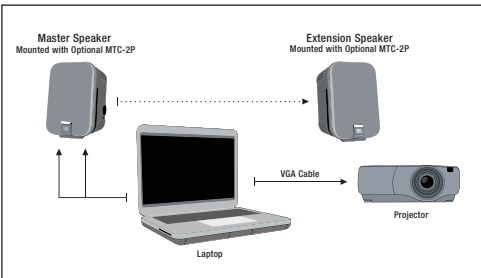 Master Speaker
Mounted with Optional MTC-2P
Extension Speaker
Mounted with Optional MTC-2P
VGA Cable
Projector
Laptop